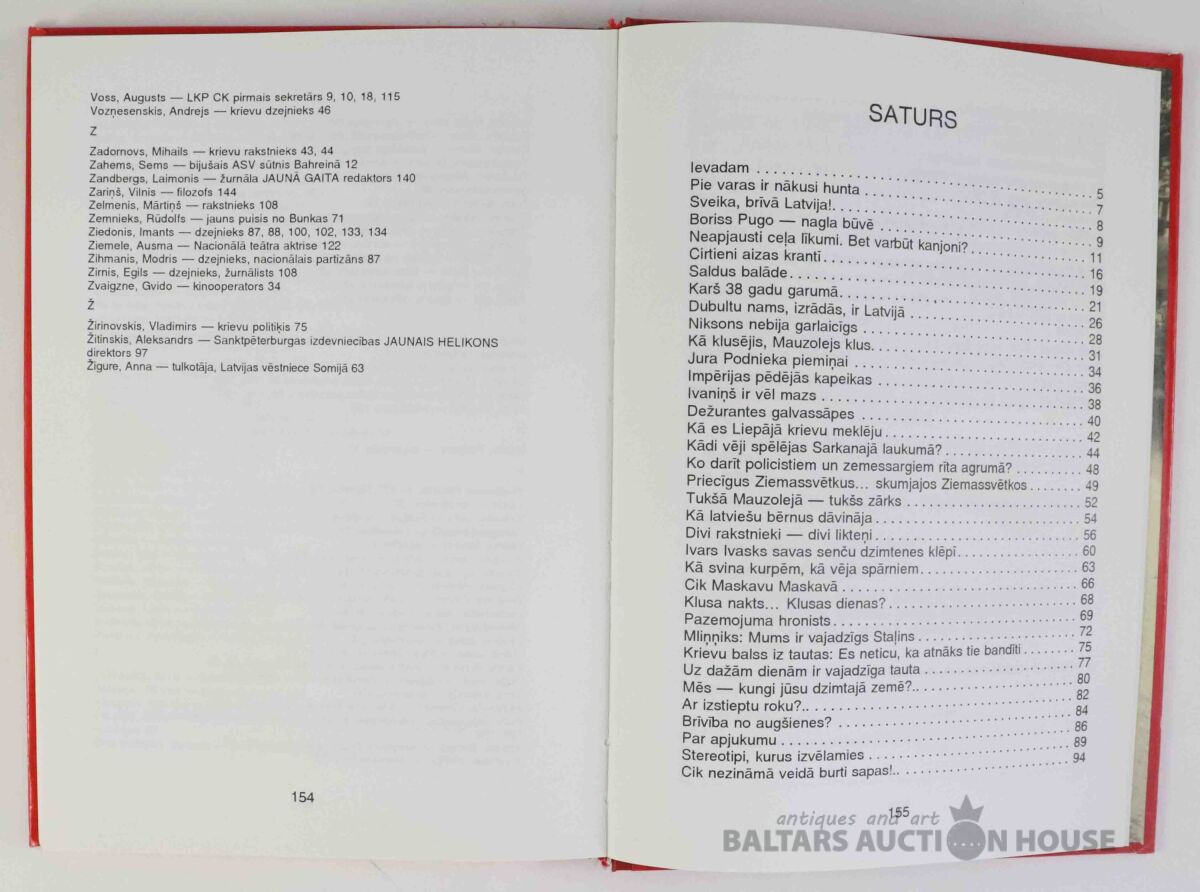 Voss, Augusts — LKP CK pirmais sekretārs 9, 10, 18, 115
Vozņesenskis, Andrejs — krievu dzejnieks 46
Z
Zadornovs, Mihails — krievu rakstnieks 43, 44
Zahems, Sems — bijušais ASV sūtnis Bahreinā 12
Zandbergs, Laimonis — žurnāla JAUNĀ GAITA redaktors 140
Zariņš, Vilnis — filozofs 144
Zelmenis, Mārtiņš — rakstnieks 108
Zemnieks, Rūdolfs — jauns puisis no Bunkas 71
Ziedonis, Imants — dzejnieks 87, 88, 100, 102, 133, 134
Ziemele, Ausma — Nacionālā teātra aktrise 122
Zihmanis, Modris — dzejnieks, nacionālais partizāns 87
Zirnis, Egils — dzejnieks, žurnālists 108
Zvaigzne, Gvido — kinooperators 34
Ž
Žirinovskis, Vladimirs — krievu politiķis 75
Žitinskis, Aleksandrs — Sanktpēterburgas izdevniecības JAUNAIS HELIKONS
direktors 97
Žigure, Anna — tulkotāja, Latvijas vēstniece Somijā 63
154
SATURS
Ievadam . . . 5
Pie varas ir nākusi hunta . . . 7
Sveika, brīvā Latvija! . . . 8
Boriss Pugo — nagla būvē . . . 9
Neapjausti ceļa līkumi. Bet varbūt kanjoni? . . . 11
Cirtieni aizas krantī . . . 16
Saldus balāde . . . 19
Karš 38 gadu garumā . . . 21
Dubultu nams, izrādās, ir Latvijā . . . 26
Niksons nebija garlaicīgs . . . 28
Kā klusējis, Mauzolejs klus . . . 31
Jura Podnieka piemiņai . . . 34
Impērijas pēdējās kapeikas . . . 36
Ivaniņš ir vēl mazs . . . 38
Dežurantes galvassāpes . . . 40
Kā es Liepājā krievu meklēju . . . 42
Kādi vēji spēlējas Sarkanajā laukumā? . . . 44
Ko darīt policistiem un zemessargiem rīta agrumā? . . . 48
Priecīgus Ziemassvētkus... skumjajos Ziemassvētkos . . . 49
Tukšā Mauzolejā — tukšs zārks . . . 52
Kā latviešu bērnus dāvināja . . . 54
Divi rakstnieki — divi likteņi . . . 56
Ivars Ivasks savas senču dzimtenes klēpī . . . 60
Kā svina kurpēm, kā vēja spārniem . . . 63
Cik Maskavu Maskavā . . . 66
Klusa nakts... Klusas dienas? . . . 68
Pazemojuma hronists . . . 69
Mliņņiks: Mums ir vajadzīgs Staļins . . . 72
Krievu balss iz tautas: Es neticu, ka atnāks tie bandīti . . . 75
Uz dažām dienām ir vajadzīga tauta . . . 77
Mēs — kungi jūsu dzimtajā zemē? . . . 80
Ar izstieptu roku? . . . 82
Brīvība no augšienes? . . . 84
Par apjukumu . . . 86
Stereotipi, kurus izvēlamies . . . 89
Cik nezināmā veidā burti sapas! . . . 94
155
antiques and art
BALTARS AUCTION HOUSE